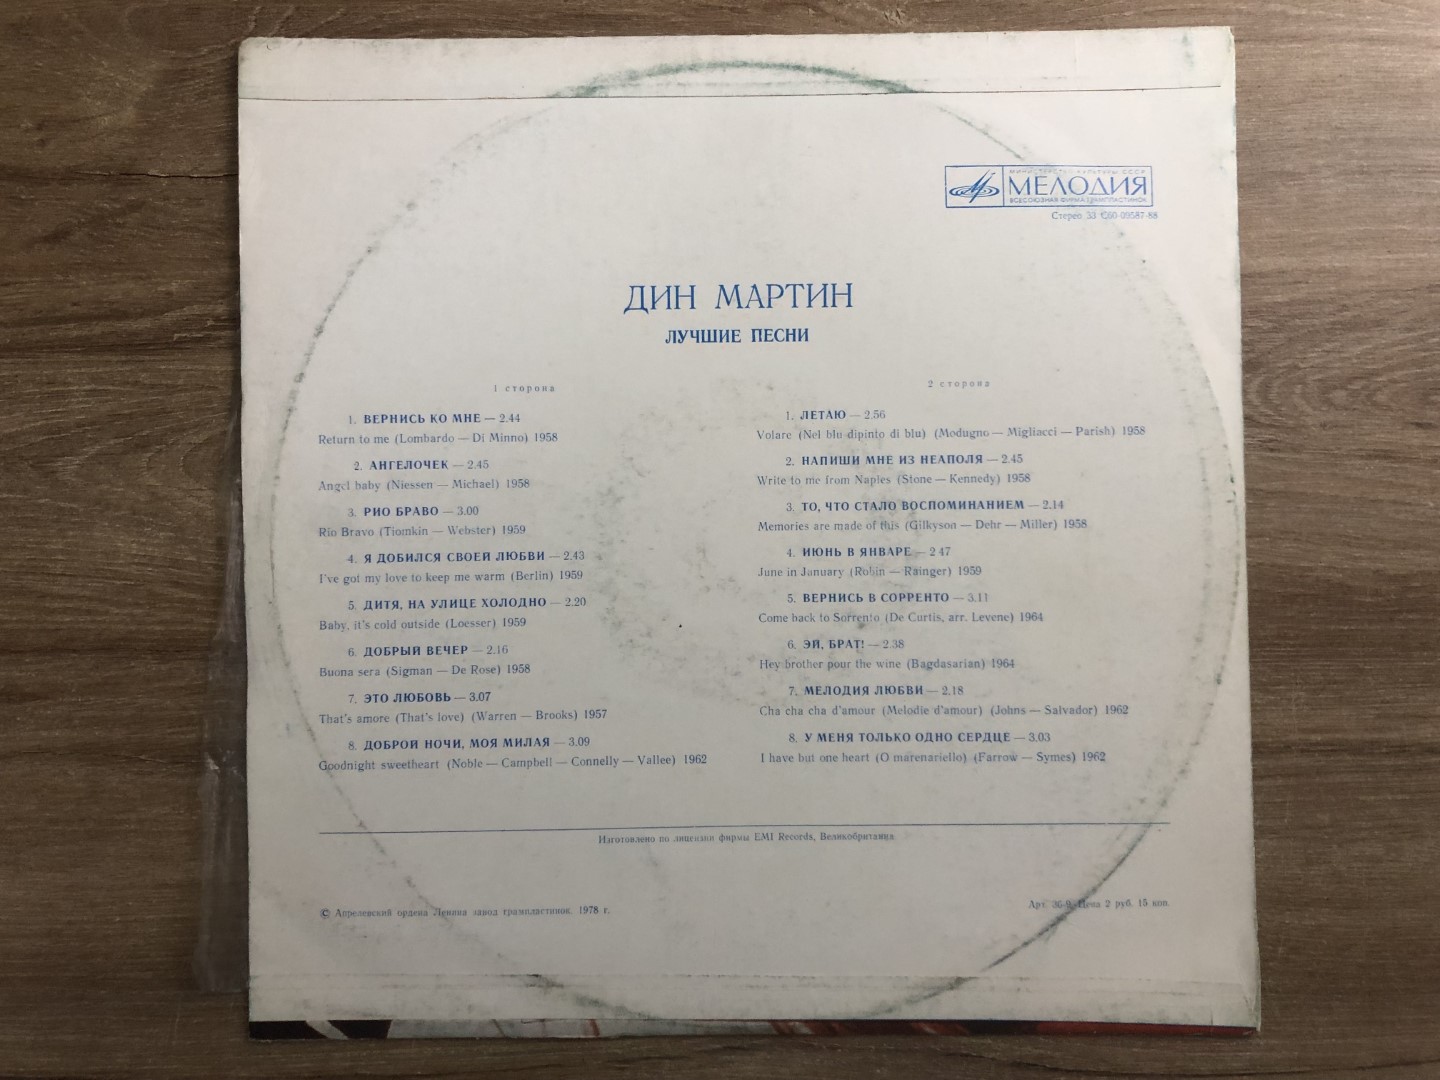 МИНИСТЕРСТВО КУЛЬТУРЫ СССР
МЕЛОДИЯ
ВСЕСОЮЗНАЯ ФИРМА ГРАМПЛАСТИНОК
Стерео 33 С60-09587-88
ДИН МАРТИН
ЛУЧШИЕ ПЕСНИ
1 сторона
1. ВЕРНИСЬ КО МНЕ — 2.44
Return to me (Lombardo — Di Minno) 1958
2. АНГЕЛОЧЕК — 2.45
Angel baby (Niessen — Michael) 1958
3. РИО БРАВО — 3.00
Rio Bravo (Tiomkin — Webster) 1959
4. Я ДОБИЛСЯ СВОЕЙ ЛЮБВИ — 2.43
I've got my love to keep me warm (Berlin) 1959
5. ДИТЯ, НА УЛИЦЕ ХОЛОДНО — 2.20
Baby, it's cold outside (Loesser) 1959
6. ДОБРЫЙ ВЕЧЕР — 2.16
Buona sera (Sigman — De Rose) 1958
7. ЭТО ЛЮБОВЬ — 3.07
That's amore (That's love) (Warren — Brooks) 1957
8. ДОБРОЙ НОЧИ, МОЯ МИЛАЯ — 3.09
Goodnight sweetheart (Noble — Campbell — Connelly — Vallee) 1962
2 сторона
1. ЛЕТАЮ — 2.56
Volare (Nel blu dipinto di blu) (Modugno — Migliacci — Parish) 1958
2. НАПИШИ МНЕ ИЗ НЕАПОЛЯ — 2.45
Write to me from Naples (Stone — Kennedy) 1958
3. ТО, ЧТО СТАЛО ВОСПОМИНАНИЕМ — 2.14
Memories are made of this (Gilkyson — Dehr — Miller) 1958
4. ИЮНЬ В ЯНВАРЕ — 2 47
June in January (Robin — Rainger) 1959
5. ВЕРНИСЬ В СОРРЕНТО — 3.11
Come back to Sorrento (De Curtis, arr. Levene) 1964
6. ЭЙ, БРАТ! — 2.38
Hey brother pour the wine (Bagdasarian) 1964
7. МЕЛОДИЯ ЛЮБВИ — 2.18
Cha cha cha d'amour (Melodie d'amour) (Johns — Salvador) 1962
8. У МЕНЯ ТОЛЬКО ОДНО СЕРДЦЕ — 3.03
I have but one heart (O marenariello) (Farrow — Symes) 1962
Изготовлено по лицензии фирмы EMI Records, Великобритания
© Апрелевский ордена Ленина завод грампластинок. 1978 г.
Арт. 36-9. Цена 2 руб. 15 коп.